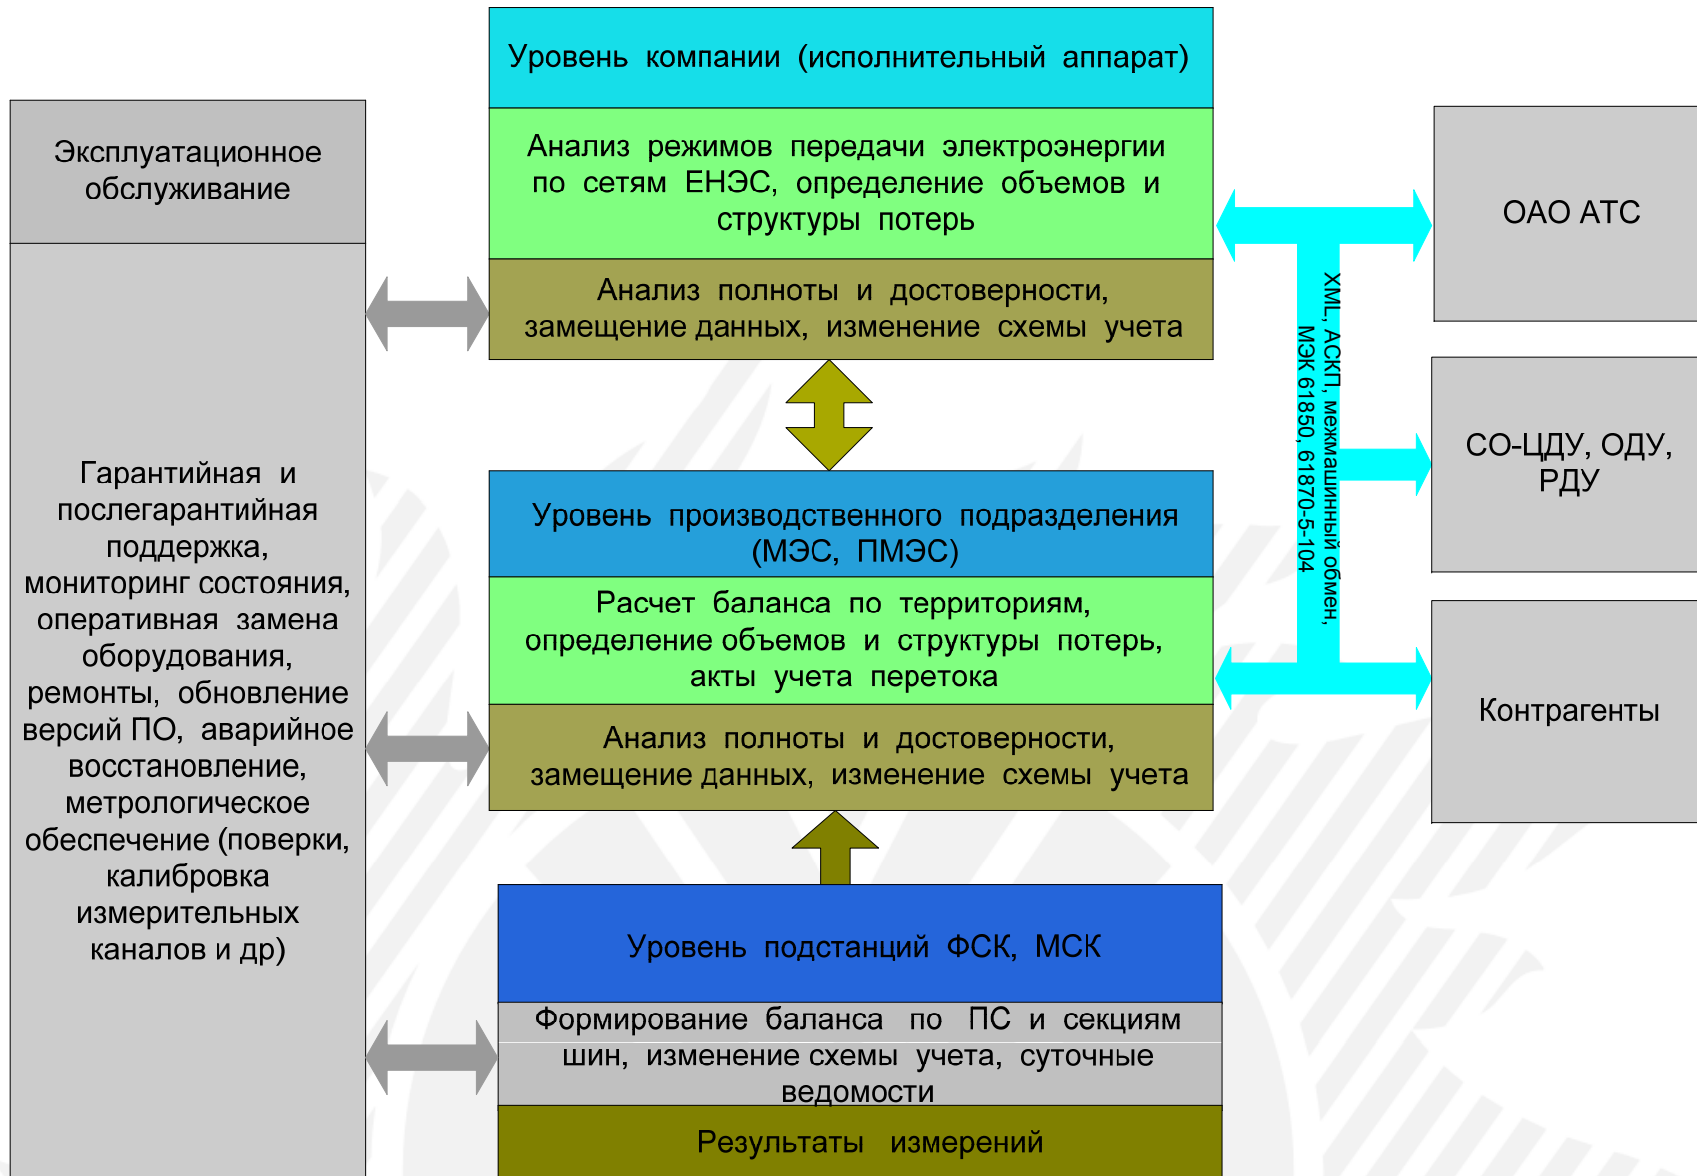 Уровень компании (исполнительный аппарат)
Анализ режимов передачи электроэнергии
по сетям ЕНЭС, определение объемов и
структуры потерь
Анализ полноты и достоверности,
замещение данных, изменение схемы учета
Эксплуатационное
обслуживание
Гарантийная и
послегарантийная
поддержка,
мониторинг состояния,
оперативная замена
оборудования,
ремонты, обновление
версий ПО, аварийное
восстановление,
метрологическое
обеспечение (поверки,
калибровка
измерительных
каналов и др)
Уровень производственного подразделения
(МЭС, ПМЭС)
Расчет баланса по территориям,
определение объемов и структуры потерь,
акты учета перетока
Анализ полноты и достоверности,
замещение данных, изменение схемы учета
Уровень подстанций ФСК, МСК
Формирование баланса по ПС и секциям
шин, изменение схемы учета, суточные
ведомости
Результаты измерений
XML, АСКП, межмашинный обмен,
МЭК 61850, 61870-5-104
ОАО АТС
СО-ЦДУ, ОДУ,
РДУ
Контрагенты